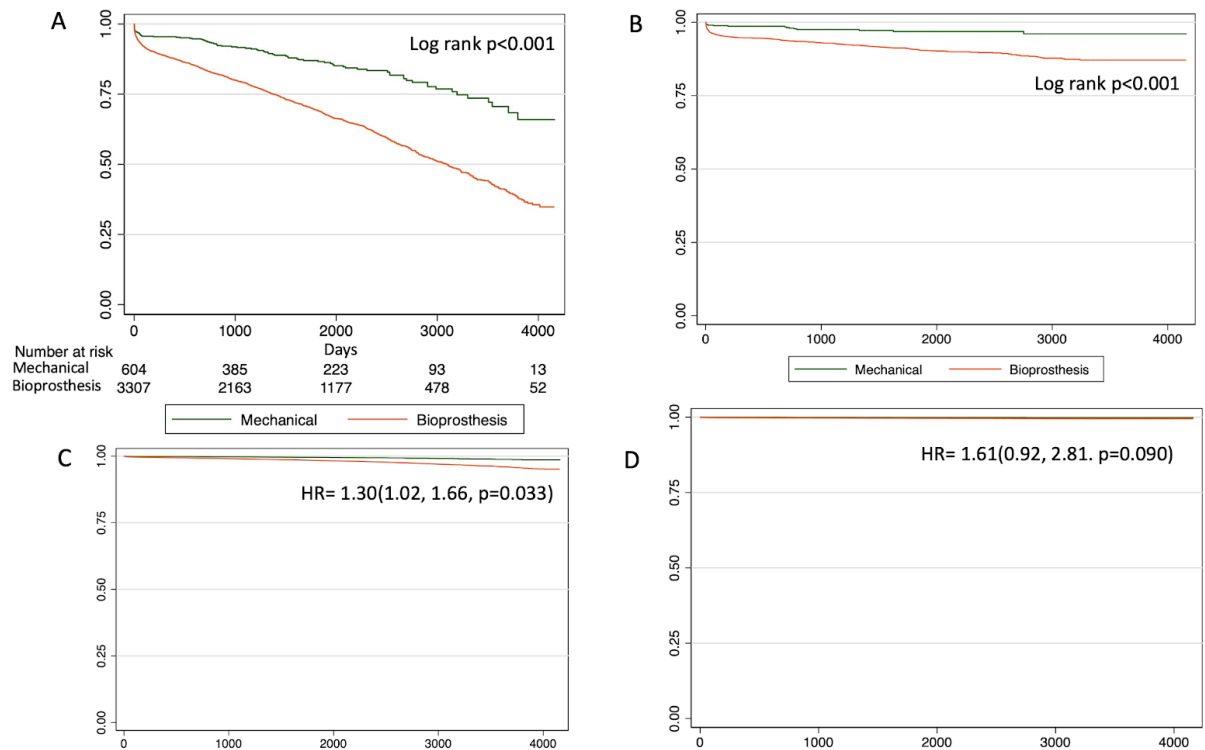 A
Log rank p<0.001
1.00
0.75
0.50
0.25
0.00
0 1000 2000 3000 4000
Days
Number at risk
Mechanical 604 385 223 93 13
Bioprosthesis 3307 2163 1177 478 52
Mechanical Bioprosthesis
B
Log rank p<0.001
1.00
0.75
0.50
0.25
0.00
0 1000 2000 3000 4000
Mechanical Bioprosthesis
C
HR= 1.30(1.02, 1.66, p=0.033)
1.00
0.75
0.50
0.25
0.00
0 1000 2000 3000 4000
D
HR= 1.61(0.92, 2.81. p=0.090)
1.00
0.75
0.50
0.25
0.00
0 1000 2000 3000 4000